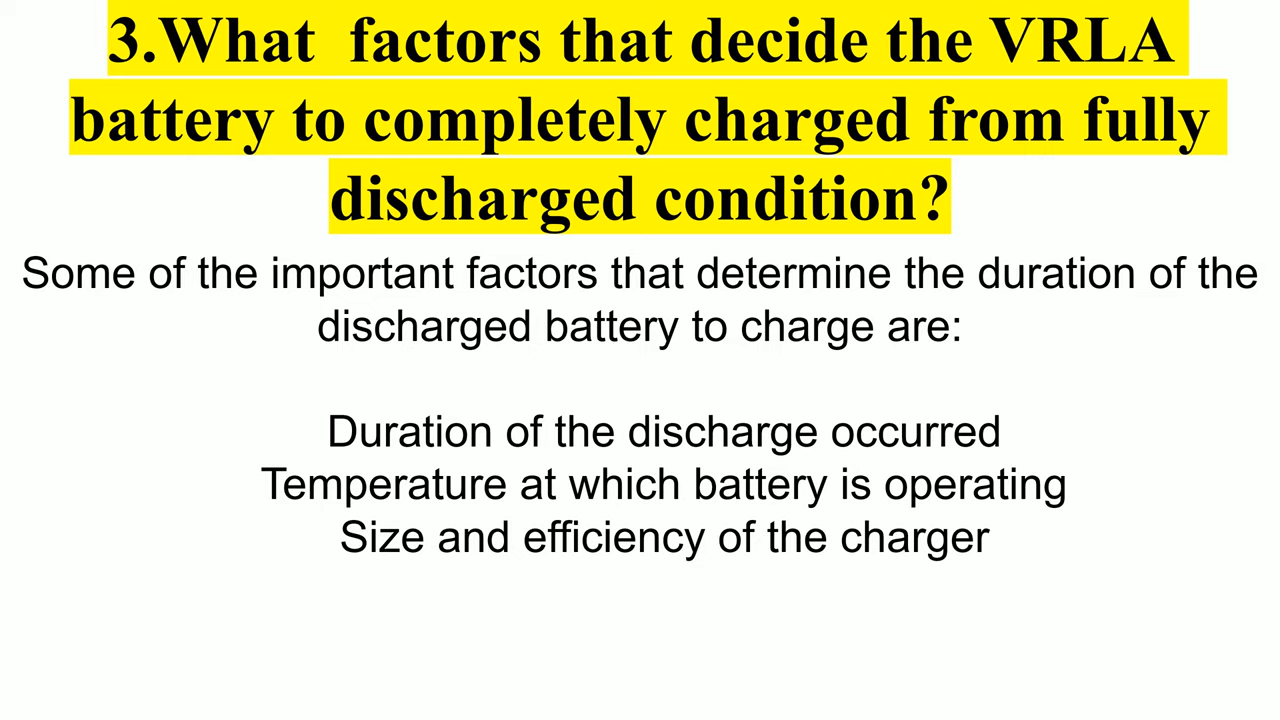 3.What  factors that decide the VRLA
battery to completely charged from fully
discharged condition?
Some of the important factors that determine the duration of the
discharged battery to charge are:
Duration of the discharge occurred
Temperature at which battery is operating
Size and efficiency of the charger